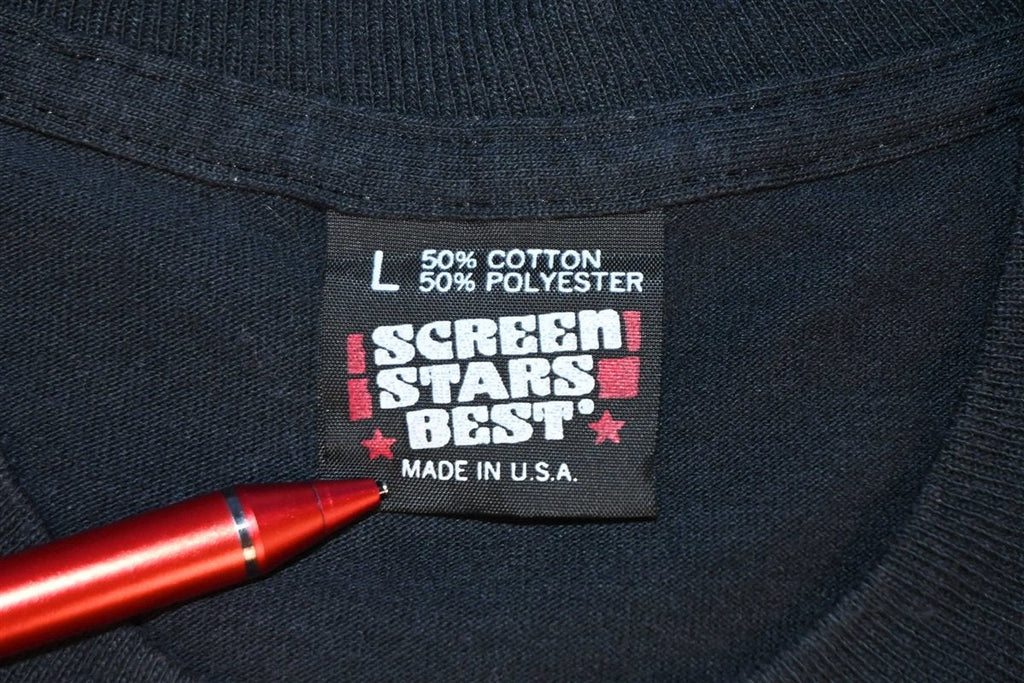 L 50% COTTON
50% POLYESTER
SCREEN
STARS
BEST®
MADE IN U.S.A.